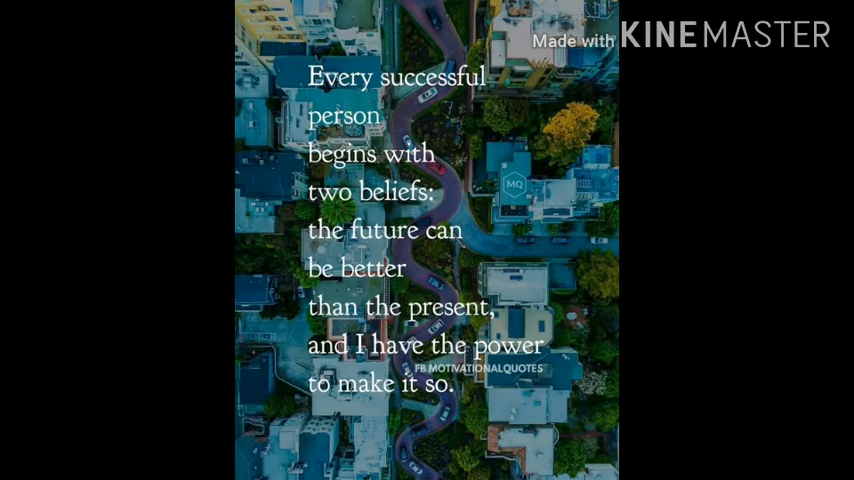 Made with KINEMASTER
Every successful
person
begins with
two beliefs:
MQ
the future can
be better
than the present,
and I have the power
FB MOTIVATIONALQUOTES
to make it so.